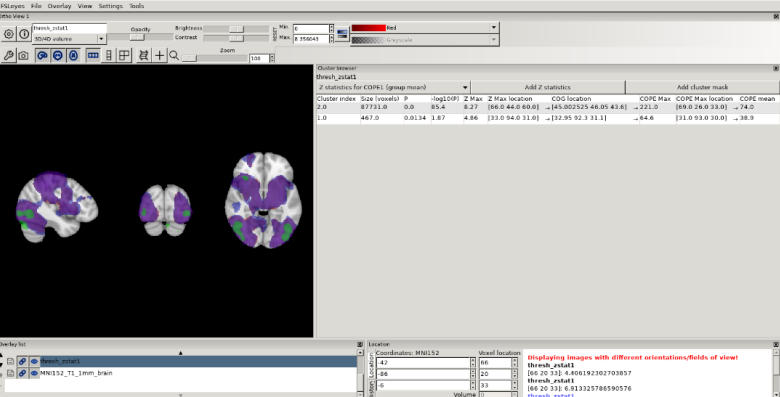 FSLeyes File Overlay View Settings Tools
Ortho View 1
thresh_zstat1
3D/4D volume
Opacity
Brightness
Contrast
RESET
Min. 0
Max. 8.356043
Red
Greyscale
Zoom
100
Cluster browser
thresh_zstat1
Z statistics for COPE1 (group mean) Add Z statistics Add cluster mask
Cluster index Size (voxels) P -log10(P) Z Max Z Max location COG location COPE Max COPE Max location COPE mean
2.0 87731.0 0.0 85.4 8.27 [66.0 44.0 60.0] → [45.002525 46.05 43.6] → 221.0 [69.0 26.0 33.0] → 74.0
1.0 467.0 0.0134 1.87 4.86 [33.0 94.0 31.0] → [32.95 92.3 31.1] → 64.6 [31.0 93.0 30.0] → 38.9
Overlay list
thresh_zstat1
MNI152_T1_1mm_brain
Location
Coordinates: MNI152 Voxel location
-42 66
-86 20
-6 33
Volume 0
Displaying images with different orientations/fields of view!
thresh_zstat1
[66 20 33]: 4.406192302703857
thresh_zstat1
[66 20 33]: 6.913325786590576
thresh_zstat1